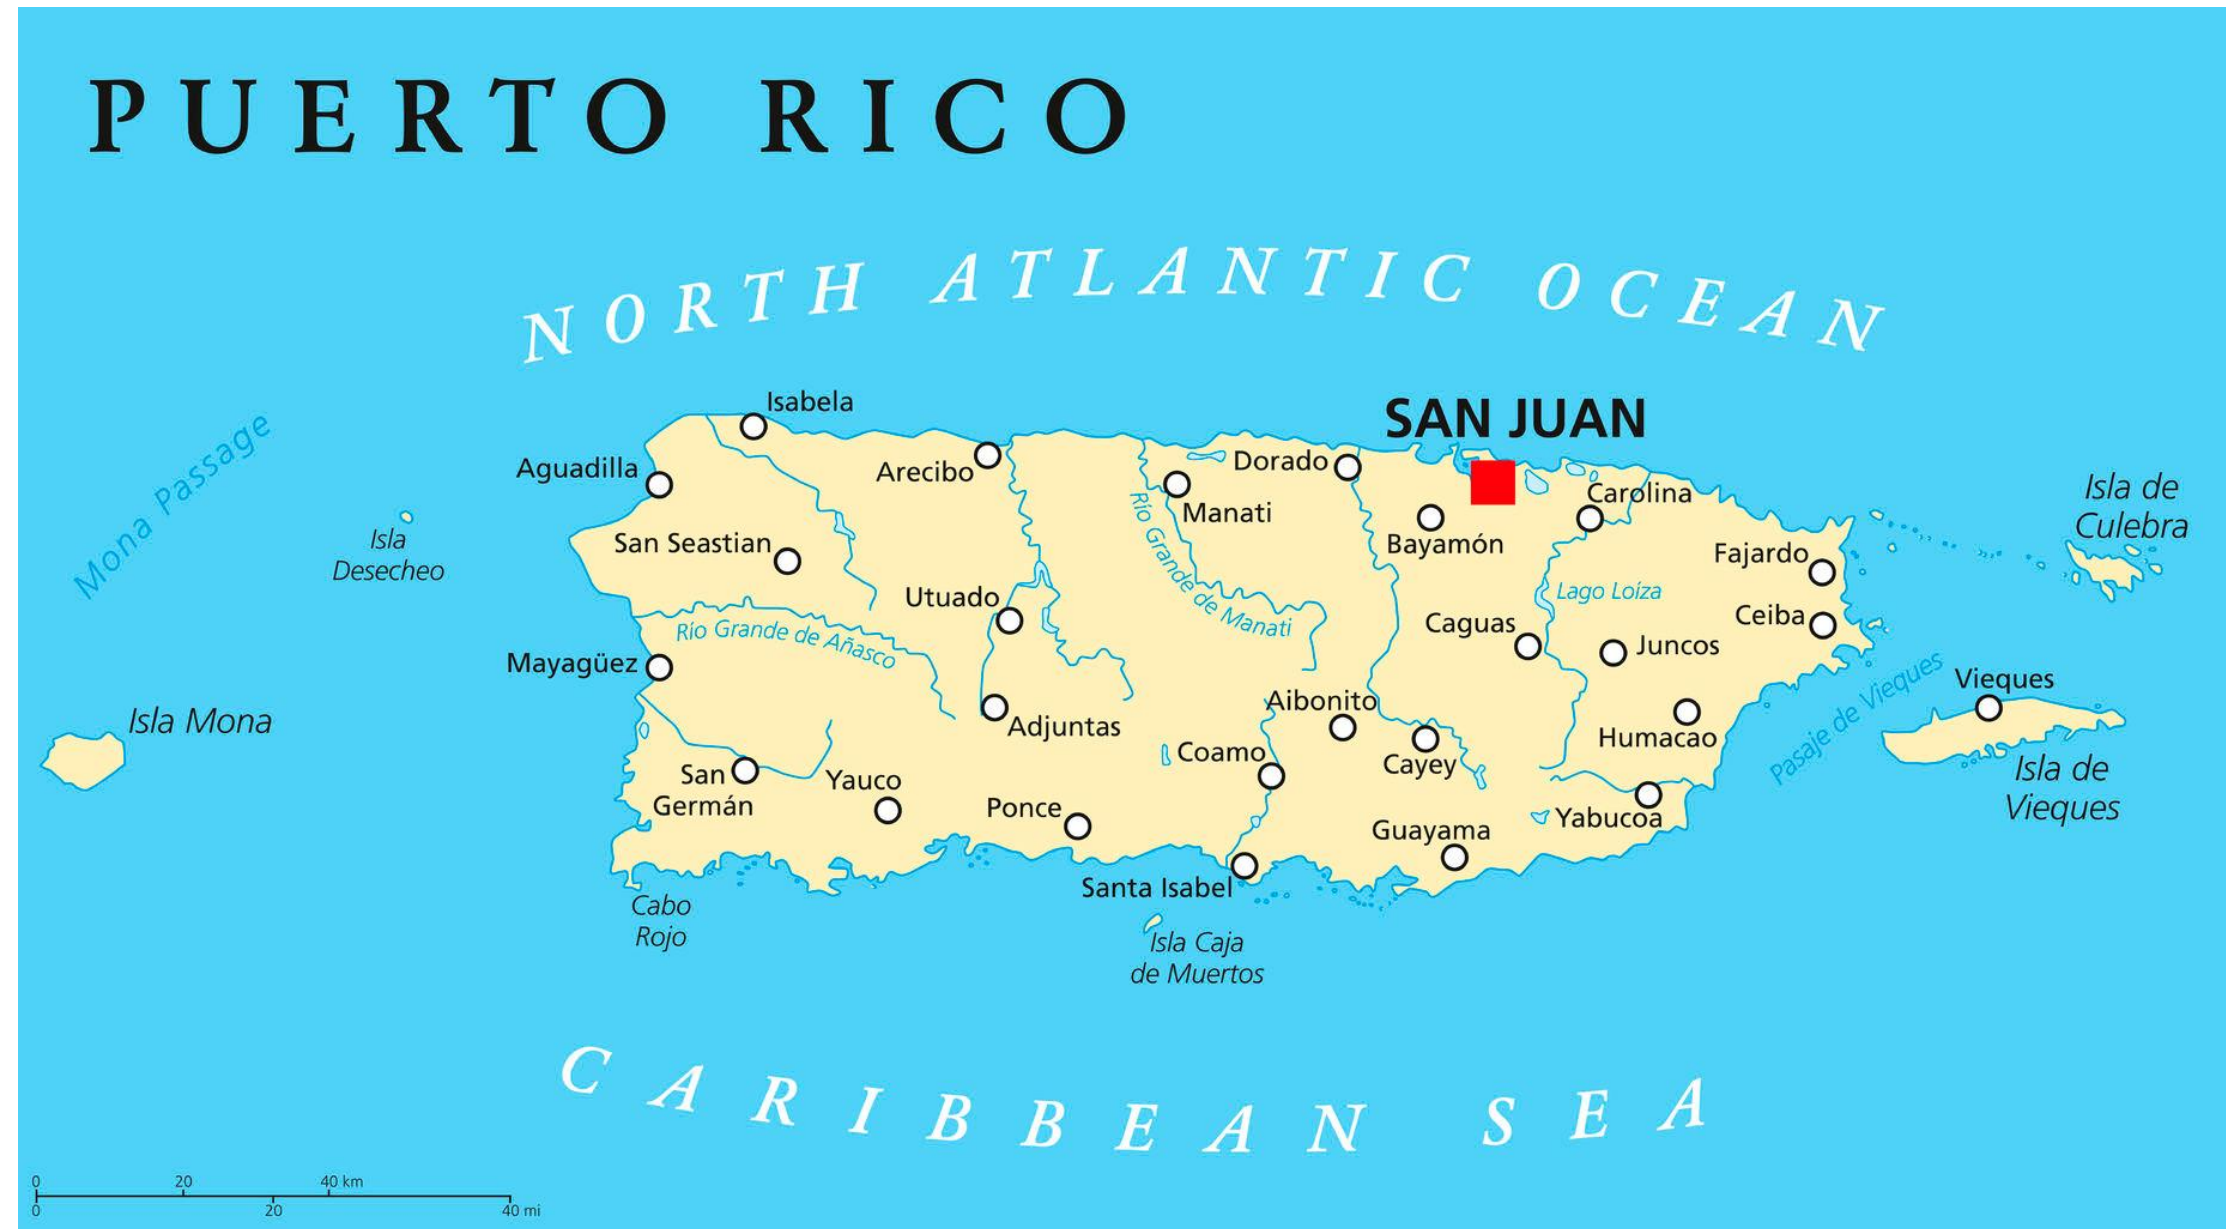 PUERTO RICO
NORTH ATLANTIC OCEAN
Mona Passage
Isabela
SAN JUAN
Aguadilla
Arecibo
Dorado
Carolina
Isla de
Culebra
Manati
Isla
Desecheo
San Seastian
Bayamón
Río Grande de Manati
Fajardo
Utuado
Lago Loíza
Ceiba
Río Grande de Añasco
Caguas
Juncos
Mayagüez
Pasaje de Vieques
Vieques
Isla Mona
Adjuntas
Aibonito
Humacao
Coamo
Cayey
San
Germán
Yauco
Ponce
Guayama
Yabucoa
Isla de
Vieques
Santa Isabel
Cabo
Rojo
Isla Caja
de Muertos
CARIBBEAN SEA
0 20 40 km
0 20 40 mi